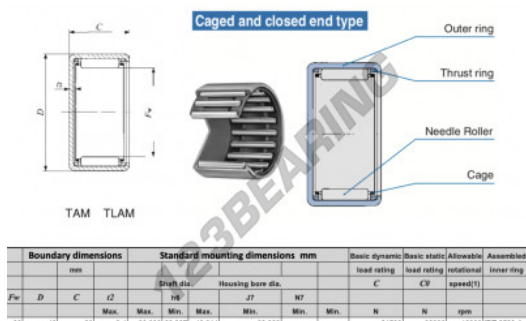 Caged and closed end type
C
t2
D
Fw
Outer ring
Thrust ring
Needle Roller
Cage
TAM TLAM
123BEARING
Boundary dimensions Standard mounting dimensions mm Basic dynamic Basic static Allowable Assembled
mm load rating load rating rotational inner ring
Shaft dia. Housing bore dia. C C0 speed(1)
Fw D C t2 h6 J7 N7
Max. Max. Min. Max. Min. Max. Min. N N rpm